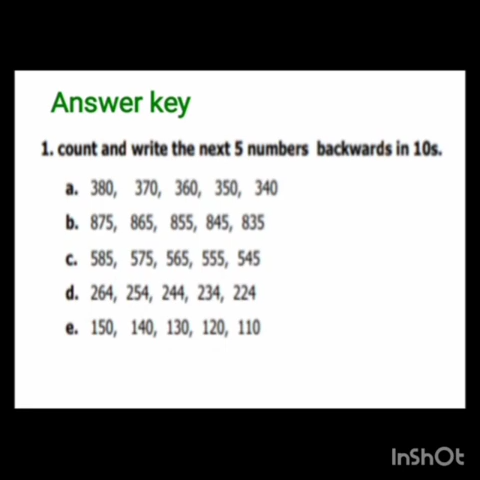 Answer key
1. count and write the next 5 numbers backwards in 10s.
a. 380, 370, 360, 350, 340
b. 875, 865, 855, 845, 835
c. 585, 575, 565, 555, 545
d. 264, 254, 244, 234, 224
e. 150, 140, 130, 120, 110
InShOt